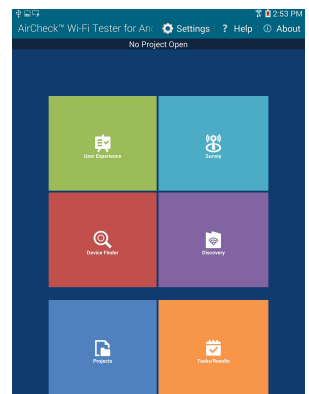 2:53 PM
AirCheck™ Wi-Fi Tester for An Settings ? Help About
No Project Open
User Experience
Survey
Device Finder
Discovery
Projects
Tasks/Results